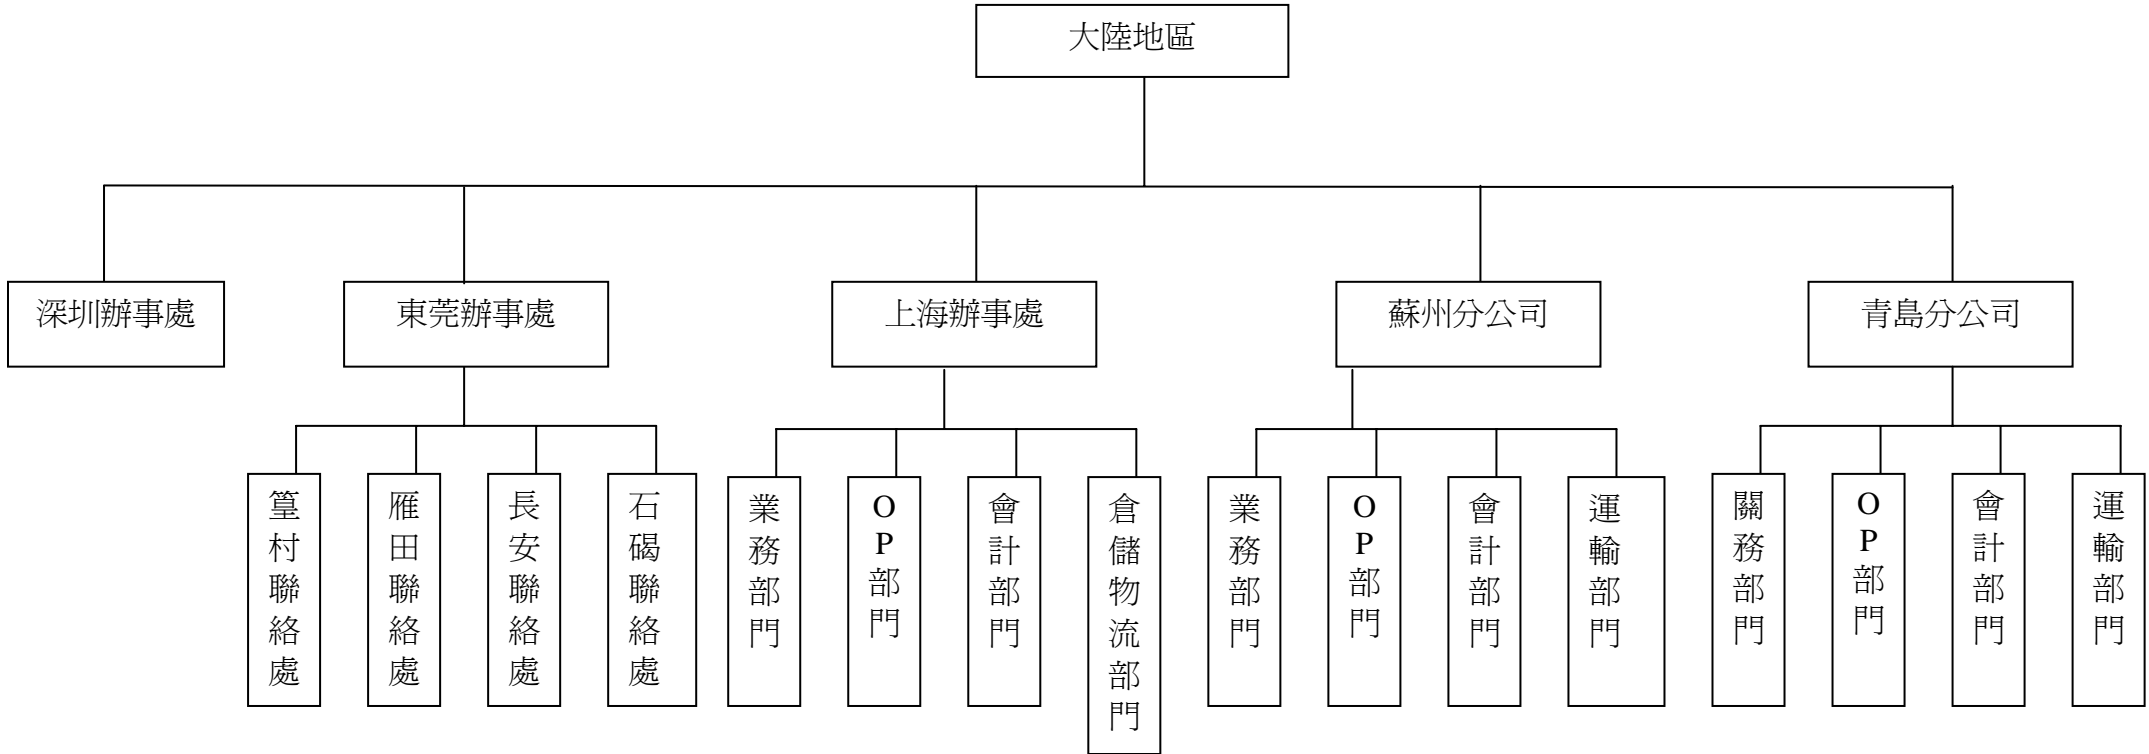 大陸地區
深圳辦事處
東莞辦事處
上海辦事處
蘇州分公司
青島分公司
篁村聯絡處
雁田聯絡處
長安聯絡處
石碣聯絡處
業務部門
OP部門
會計部門
倉儲物流部門
業務部門
OP部門
會計部門
運輸部門
關務部門
OP部門
會計部門
運輸部門